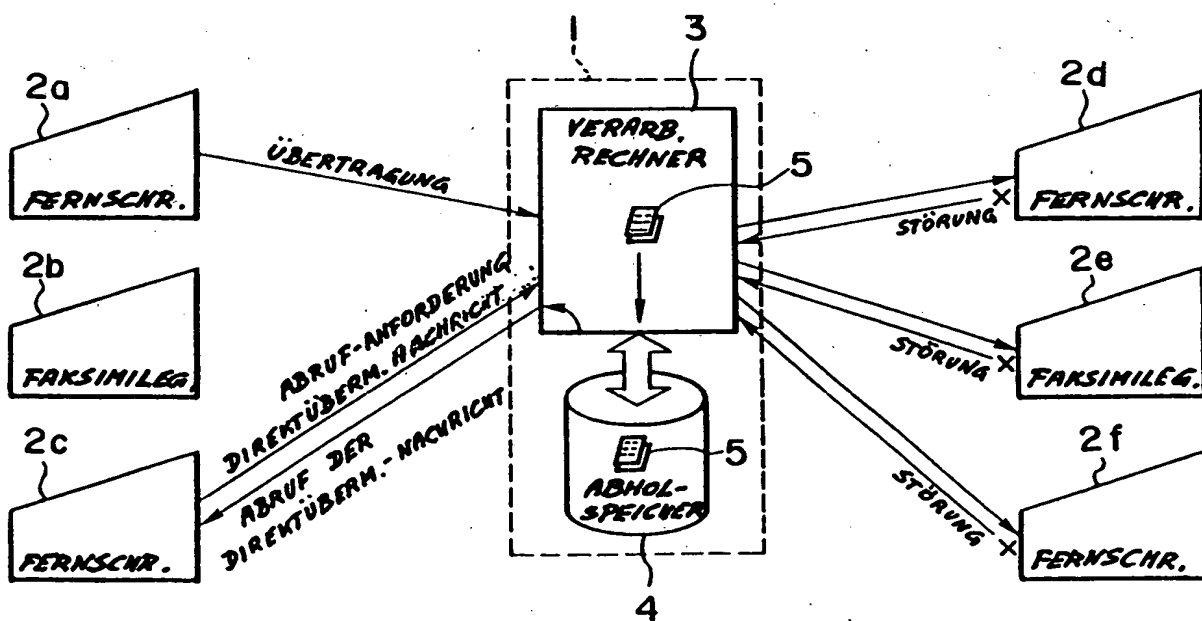 1
3
2a
FERNSCHR.
ÜBERTRAGUNG
VERARB.
RECHNER
5
2d
FERNSCHR.
STÖRUNG
2b
FAKSIMILEG.
ABRUF-ANFORDERUNG
DIREKTÜBERM. NACHRICHT
2e
FAKSIMILEG.
STÖRUNG
2c
FERNSCHR.
ABRUF DER
DIREKTÜBERM.-NACHRICHT
5
ABHOL-
SPEICHER
4
2f
FERNSCHR.
STÖRUNG